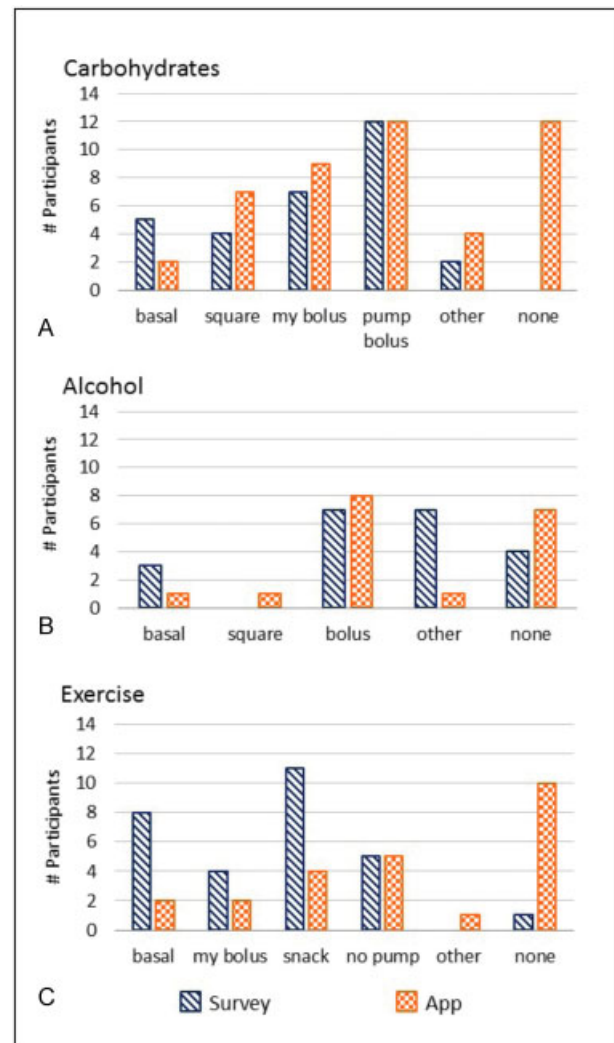 Carbohydrates
14
12
10
8
6
4
2
0
# Participants
basal square my bolus pump bolus other none
A
Alcohol
14
12
10
8
6
4
2
0
# Participants
basal square bolus other none
B
Exercise
14
12
10
8
6
4
2
0
# Participants
basal my bolus snack no pump other none
C
Survey App